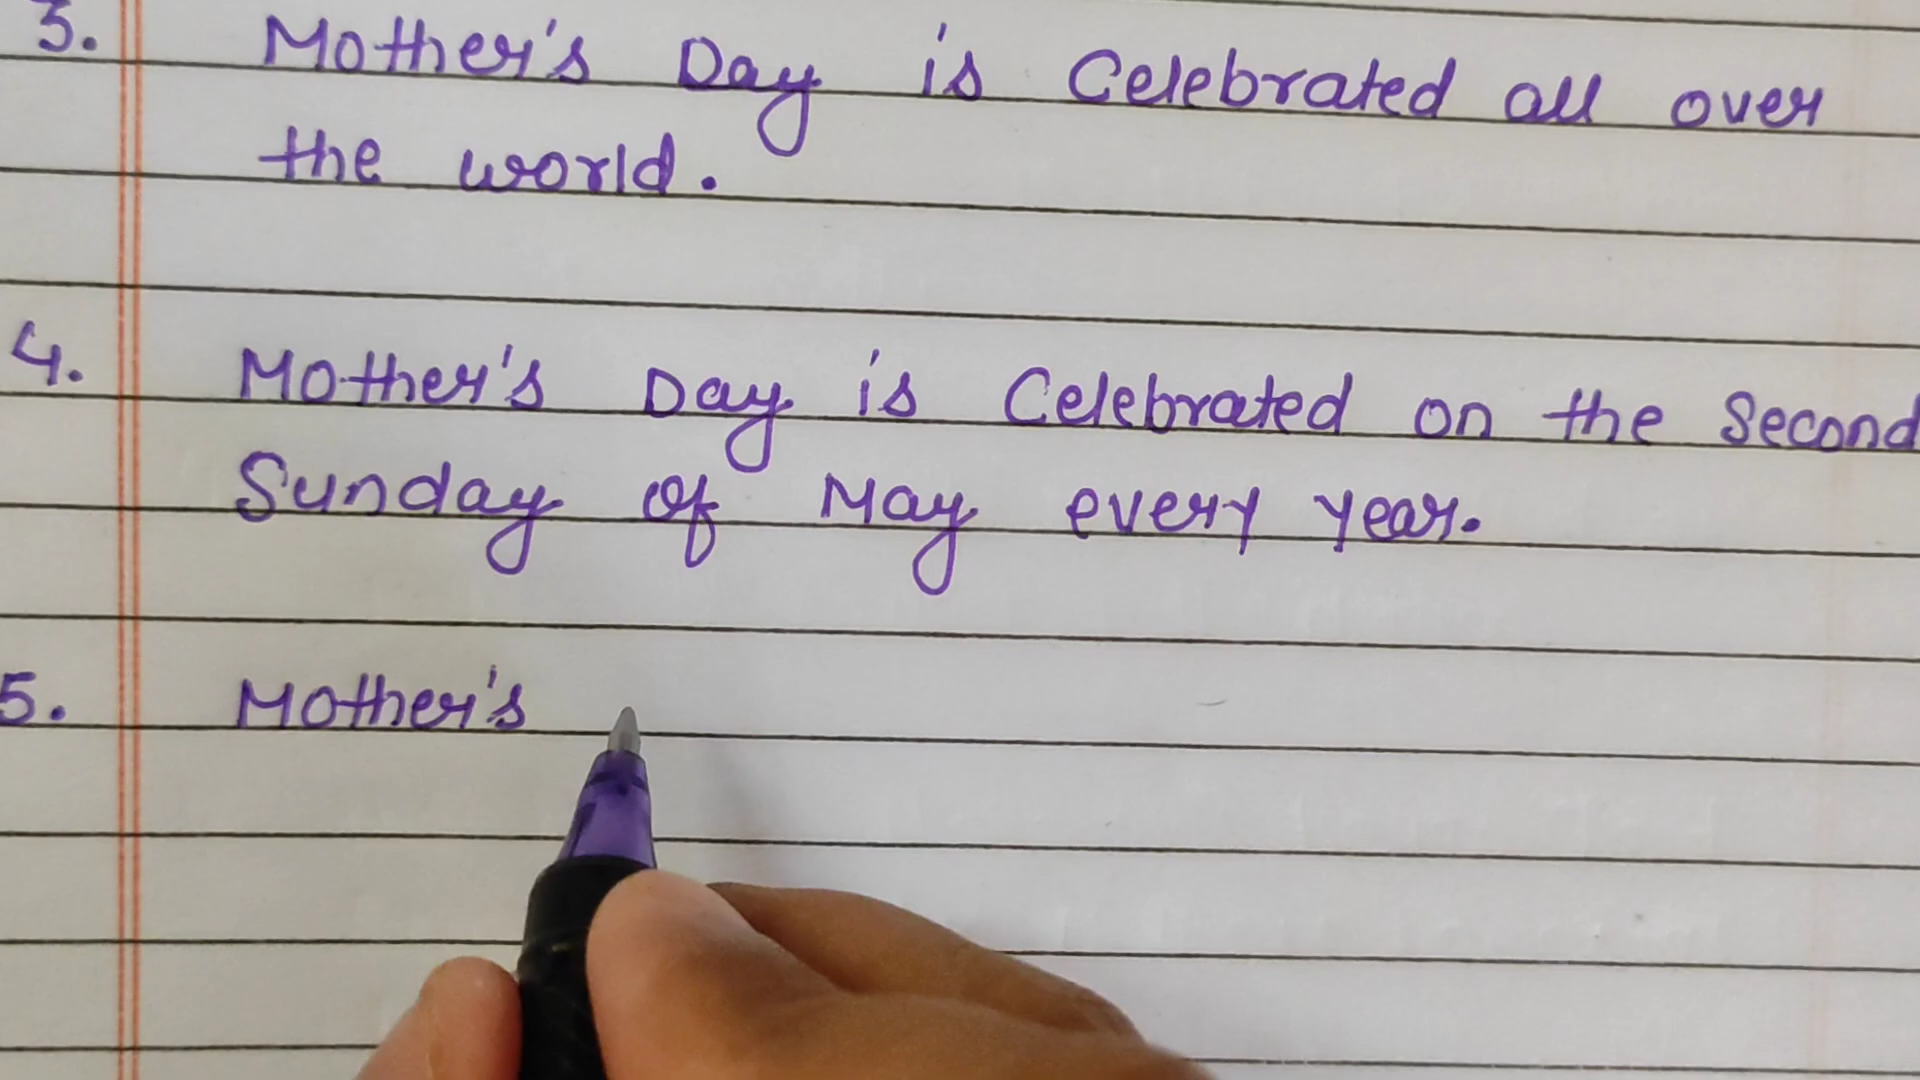 3. Mother's Day is Celebrated all over
the world.
4. Mother's Day is Celebrated on the Second
Sunday of May every year.
5. Mother's